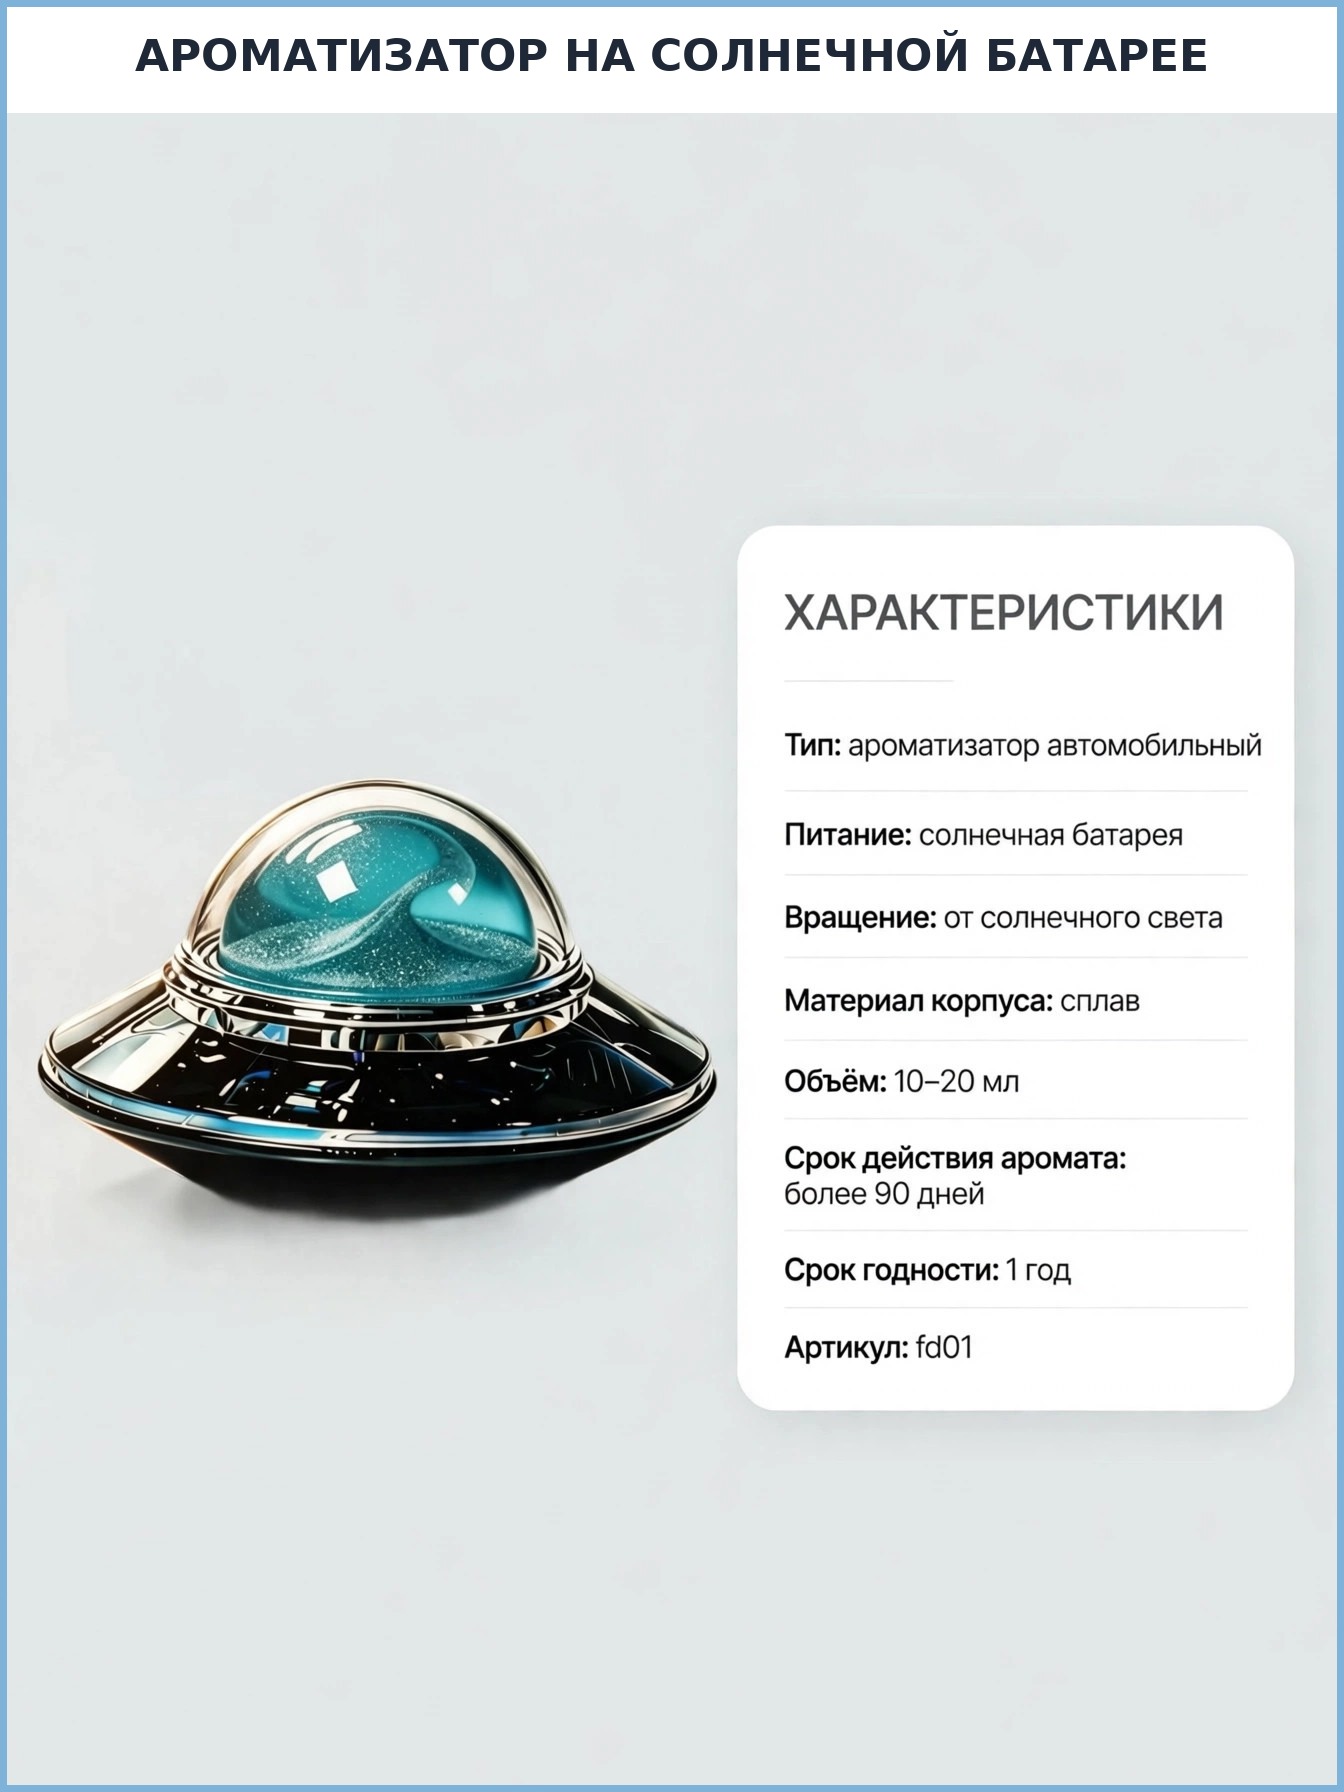 АРОМАТИЗАТОР НА СОЛНЕЧНОЙ БАТАРЕЕ
ХАРАКТЕРИСТИКИ
Тип: ароматизатор автомобильный
Питание: солнечная батарея
Вращение: от солнечного света
Материал корпуса: сплав
Объём: 10–20 мл
Срок действия аромата:
более 90 дней
Срок годности: 1 год
Артикул: fd01